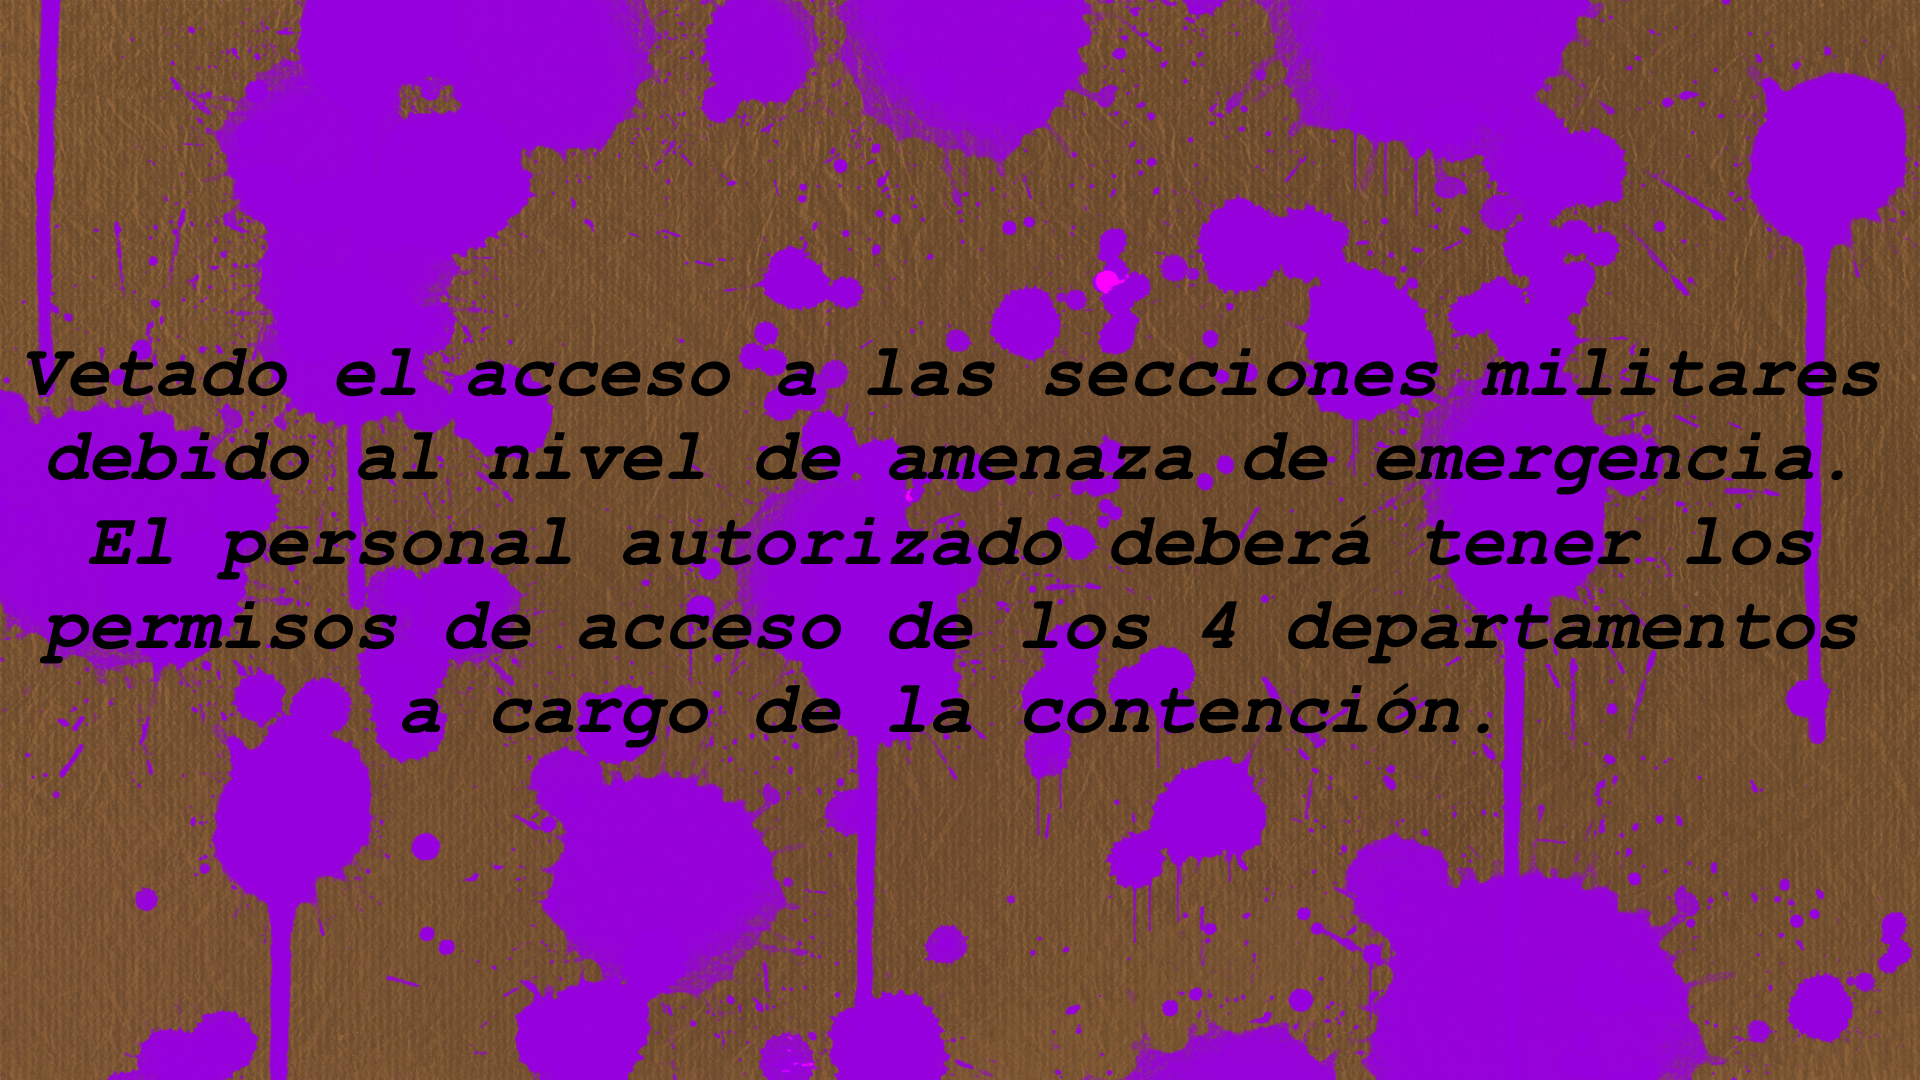 Vetado el acceso a las secciones militares
debido al nivel de amenaza de emergencia.
El personal autorizado deberá tener los
permisos de acceso de los 4 departamentos
a cargo de la contención.